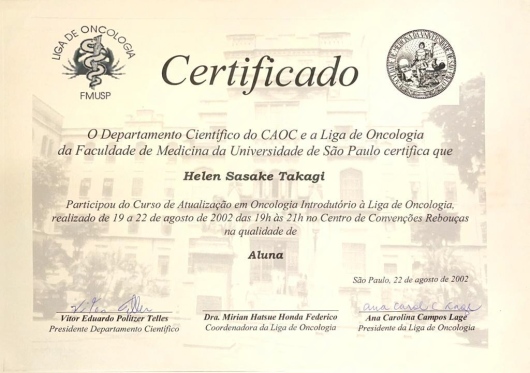 LIGA DE ONCOLOGIA
FMUSP
Certificado
O Departamento Científico do CAOC e a Liga de Oncologia
da Faculdade de Medicina da Universidade de São Paulo certifica que
Helen Sasake Takagi
Participou do Curso de Atualização em Oncologia Introdutório à Liga de Oncologia,
realizado de 19 a 22 de agosto de 2002 das 19h às 21h no Centro de Convenções Rebouças
na qualidade de
Aluna
São Paulo, 22 de agosto de 2002
Vitor Eduardo Politzer Telles
Presidente Departamento Científico
Dra. Mirian Hatsue Honda Federico
Coordenadora da Liga de Oncologia
Ana Carolina Campos Lage
Presidente da Liga de Oncologia